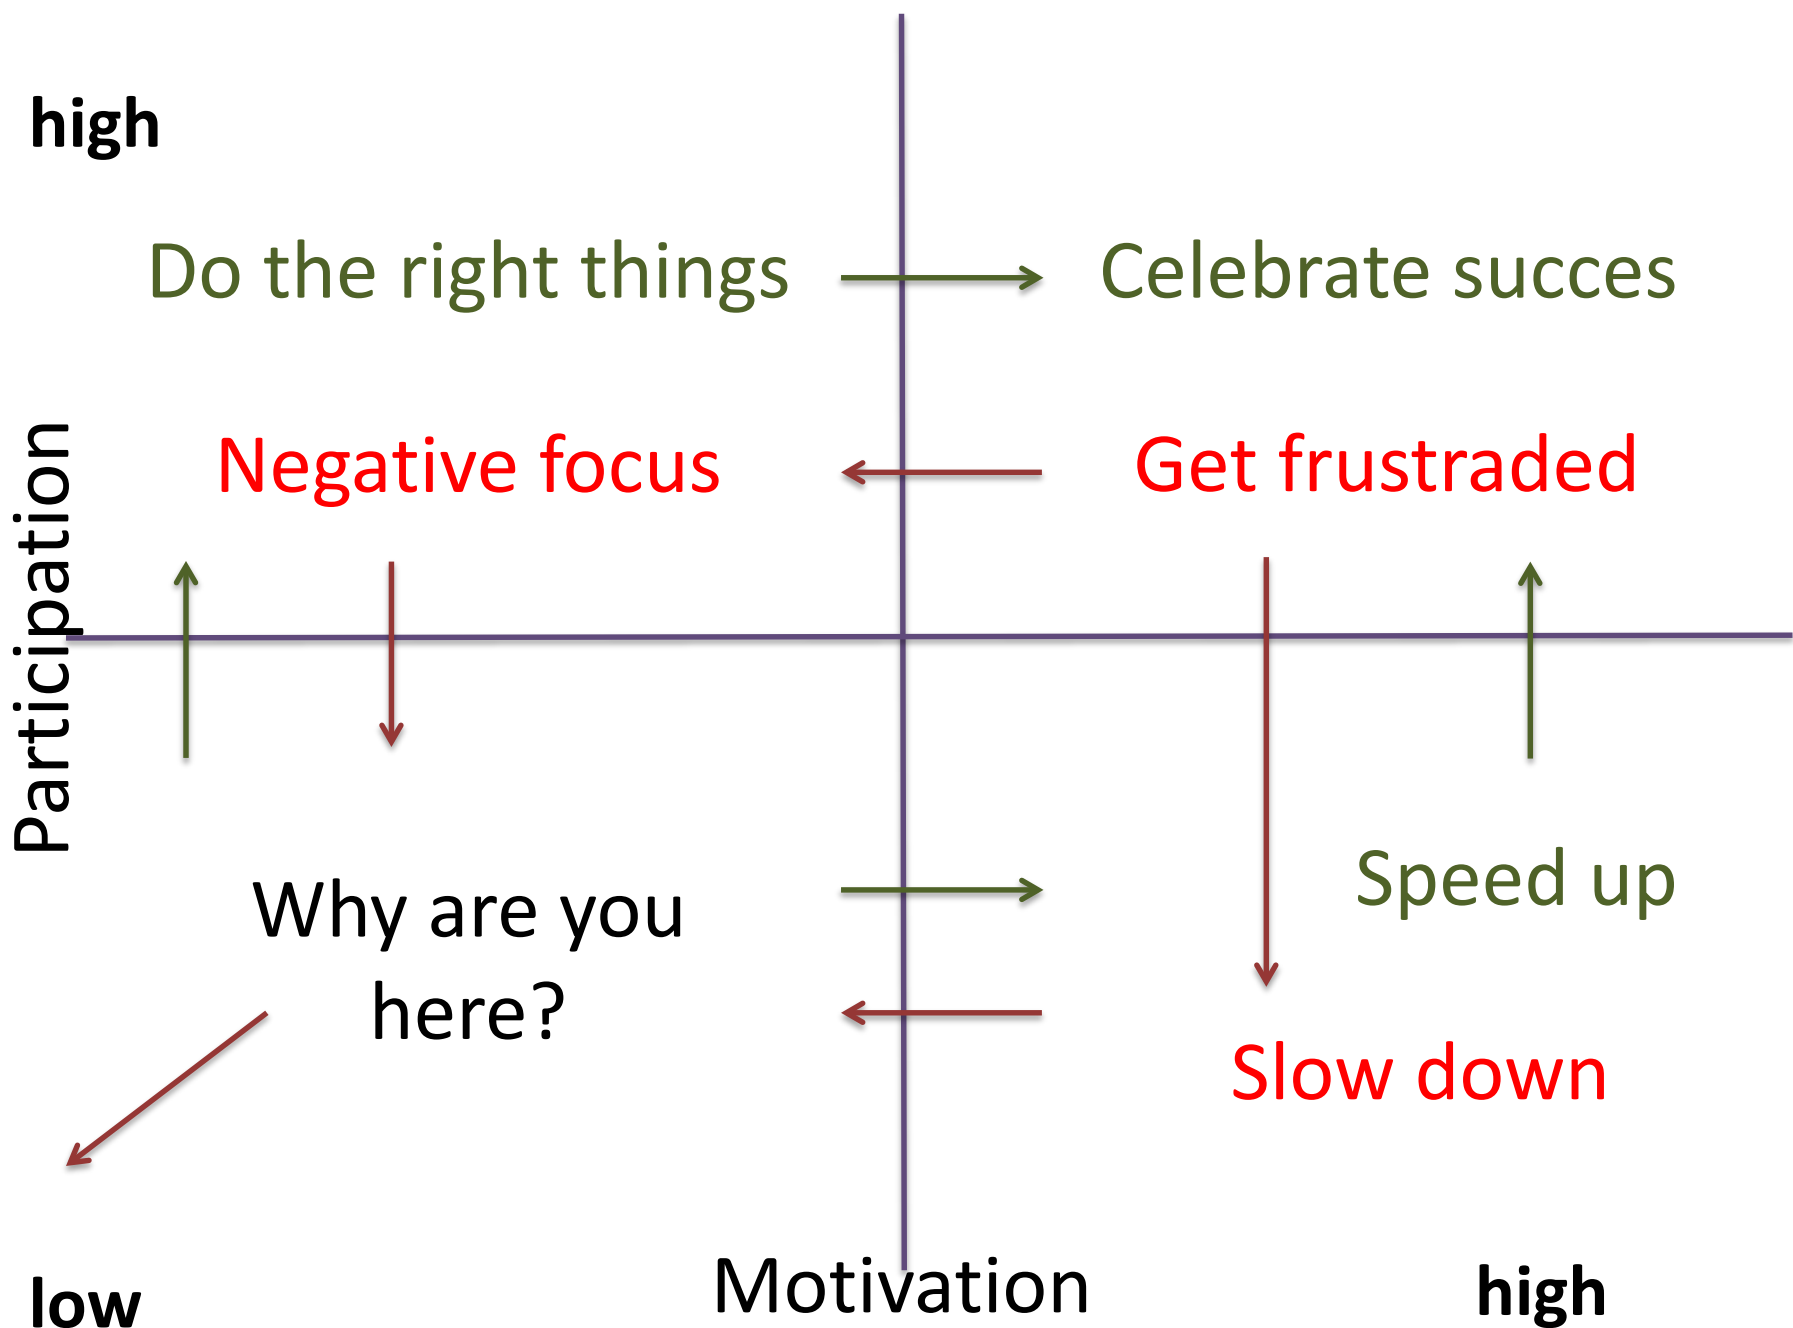 high
Do the right things
Celebrate succes
Negative focus
Get frustraded
Participation
Why are you
here?
Speed up
Slow down
low
Motivation
high